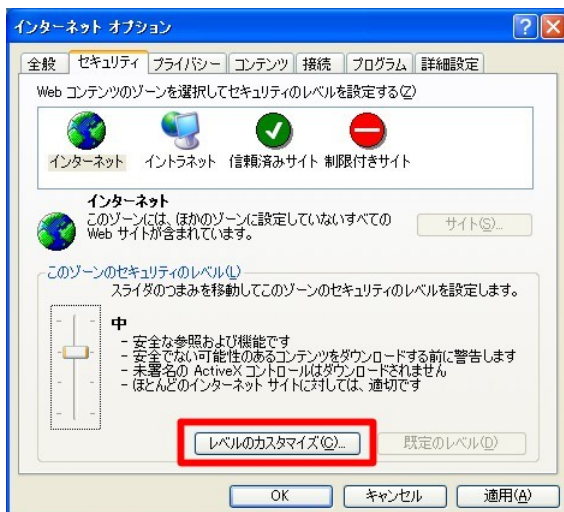 インターネット オプション
全般 セキュリティ プライバシー コンテンツ 接続 プログラム 詳細設定
Web コンテンツのゾーンを選択してセキュリティのレベルを設定する(Z)
インターネット イントラネット 信頼済みサイト 制限付きサイト
インターネット
このゾーンには、ほかのゾーンに設定していないすべての
Web サイトが含まれています。
サイト(S)...
このゾーンのセキュリティのレベル(L)
スライダのつまみを移動してこのゾーンのセキュリティのレベルを設定します。
中
- 安全な参照および機能です
- 安全でない可能性のあるコンテンツをダウンロードする前に警告します
- 未署名の ActiveX コントロールはダウンロードされません
- ほとんどのインターネット サイトに対しては、適切です
レベルのカスタマイズ(C)... 既定のレベル(D)
OK キャンセル 適用(A)